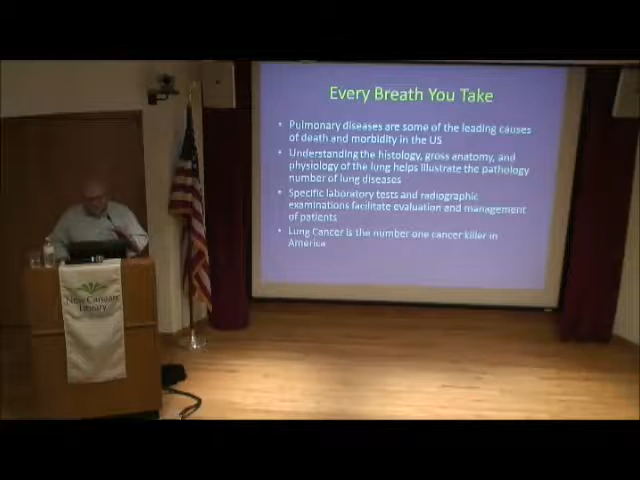 Every Breath You Take
• Pulmonary diseases are some of the leading causes
of death and morbidity in the US
• Understanding the histology, gross anatomy, and
physiology of the lung helps illustrate the pathology
number of lung diseases
• Specific laboratory tests and radiographic
examinations facilitate evaluation and management
of patients
• Lung Cancer is the number one cancer killer in
America
New Canaan
Library